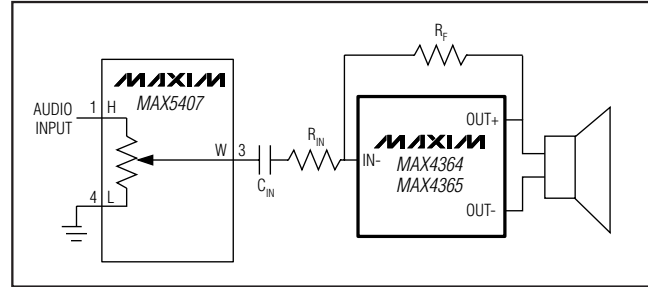 MAXIM
MAX5407
AUDIO
INPUT
1 H
4 L
W 3
C_IN
R_IN
R_F
MAXIM
MAX4364
MAX4365
IN-
OUT+
OUT-